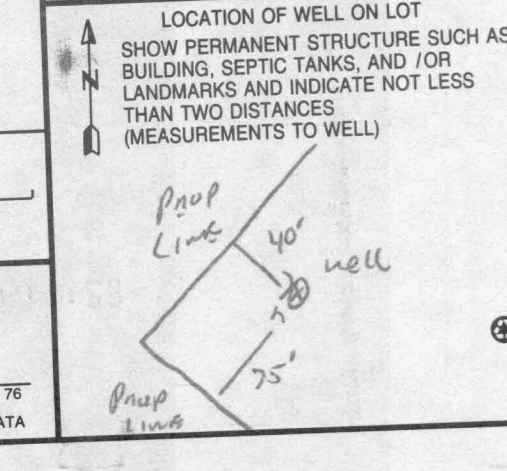 LOCATION OF WELL ON LOT
SHOW PERMANENT STRUCTURE SUCH AS
BUILDING, SEPTIC TANKS, AND /OR
LANDMARKS AND INDICATE NOT LESS
THAN TWO DISTANCES
(MEASUREMENTS TO WELL)
N
Prop
Line
40'
well
75'
Prop
Line
76
ATA